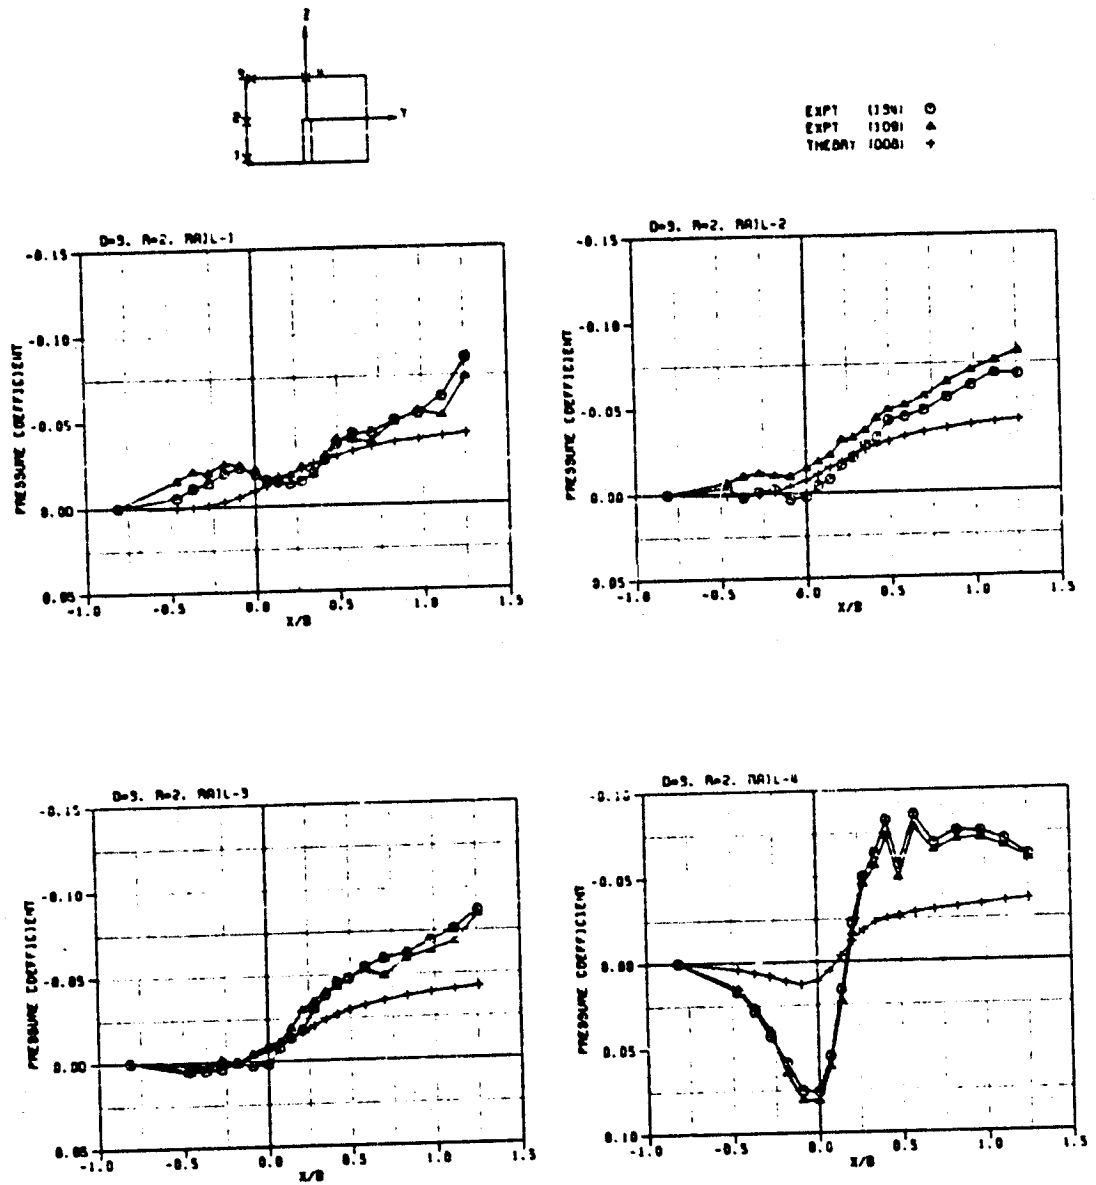 Z
3
4
2
Y
1
EXPT (134)
EXPT (109)
THEORY (008)
D=3. R=2. RAIL-1
-0.15
-0.10
-0.05
0.00
0.05
-1.0 -0.5 0.0 0.5 1.0 1.5
PRESSURE COEFFICIENT
X/B
D=3. R=2. RAIL-2
-0.15
-0.10
-0.05
0.00
0.05
-1.0 -0.5 0.0 0.5 1.0 1.5
PRESSURE COEFFICIENT
X/B
D=3. R=2. RAIL-3
-0.15
-0.10
-0.05
0.00
0.05
-1.0 -0.5 0.0 0.5 1.0 1.5
PRESSURE COEFFICIENT
X/B
D=3. R=2. RAIL-4
-0.10
-0.05
0.00
0.05
0.10
-1.0 -0.5 0.0 0.5 1.0 1.5
PRESSURE COEFFICIENT
X/B